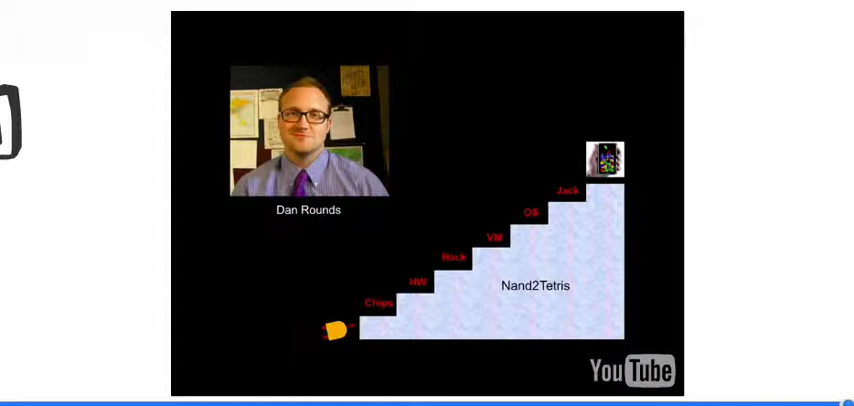 Dan Rounds
Jack
OS
VM
Hack
HW
Chips
Nand2Tetris
YouTube